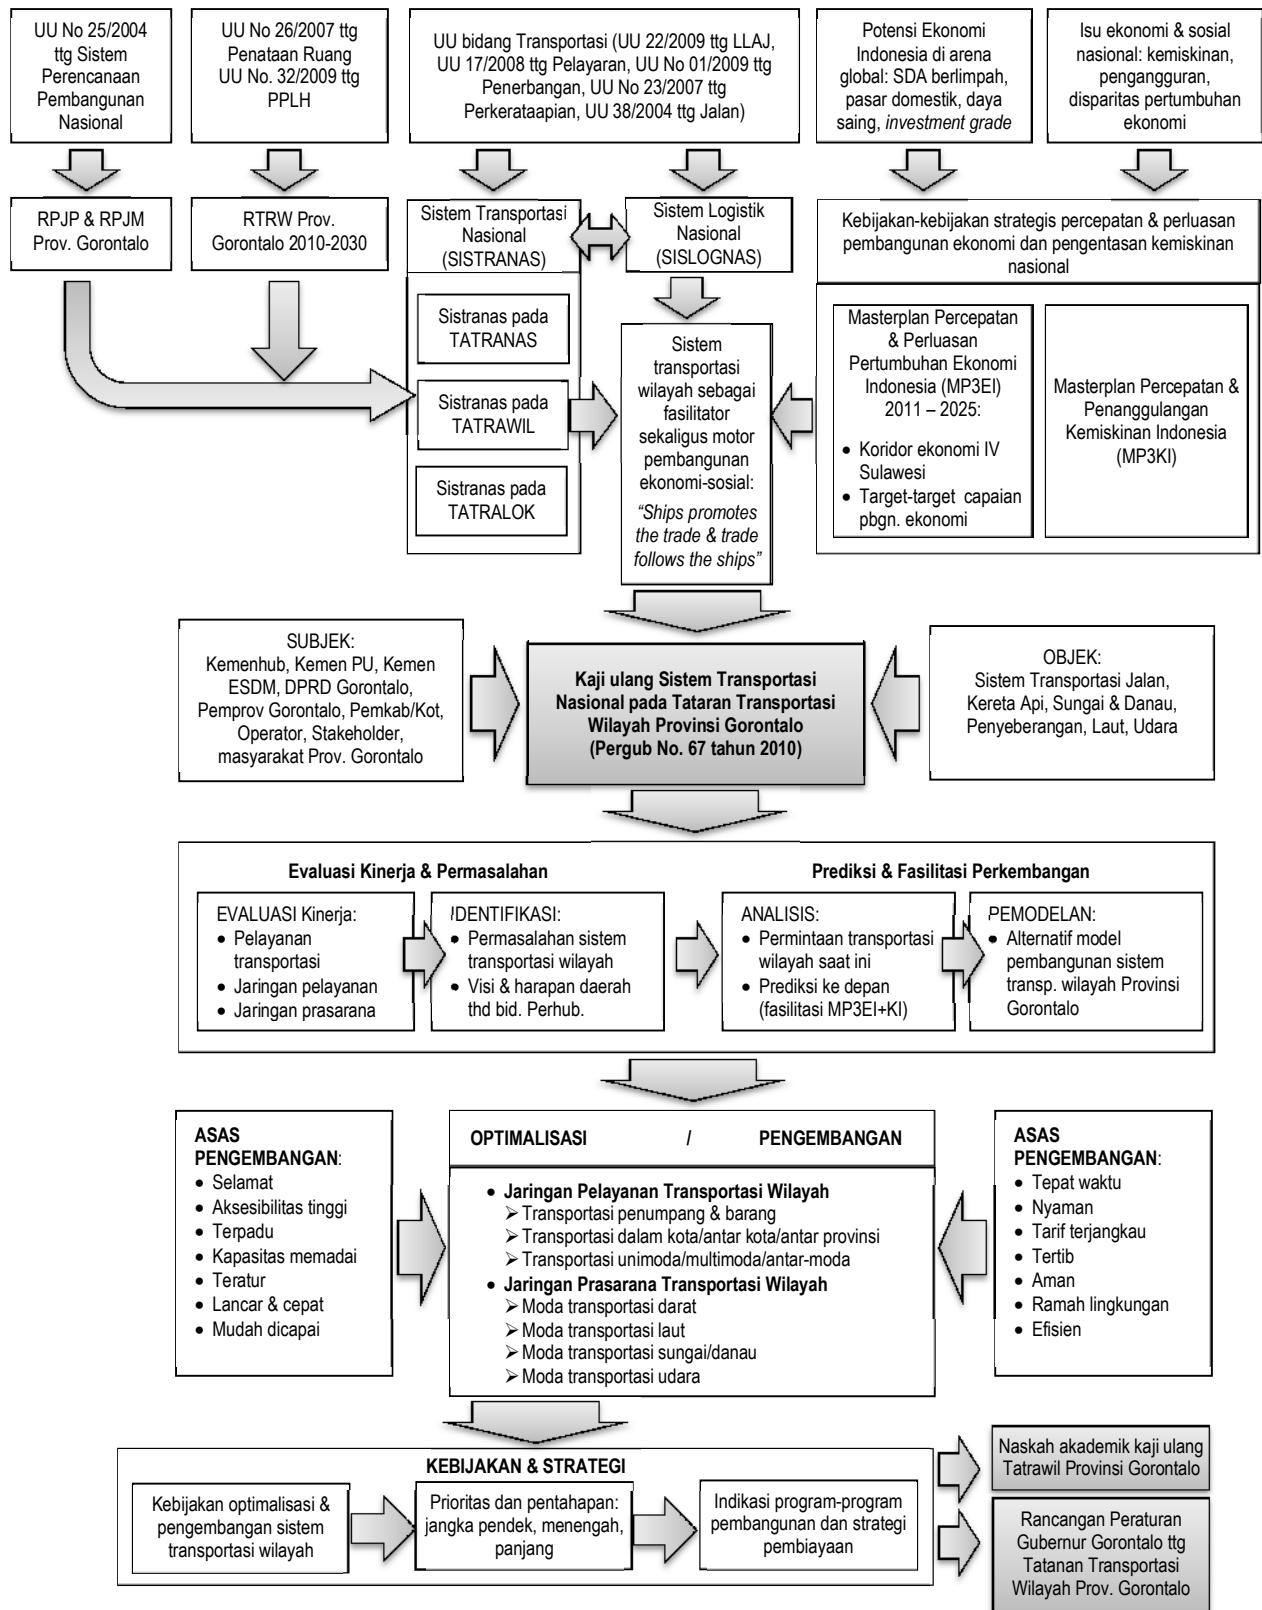 UU No 25/2004
ttg Sistem
Perencanaan
Pembangunan
Nasional
UU No 26/2007 ttg
Penataan Ruang
UU No. 32/2009 ttg
PPLH
UU bidang Transportasi (UU 22/2009 ttg LLAJ,
UU 17/2008 ttg Pelayaran, UU No 01/2009 ttg
Penerbangan, UU No 23/2007 ttg
Perkerataapian, UU 38/2004 ttg Jalan)
Potensi Ekonomi
Indonesia di arena
global: SDA berlimpah,
pasar domestik, daya
saing, investment grade
Isu ekonomi & sosial
nasional: kemiskinan,
pengangguran,
disparitas pertumbuhan
ekonomi
RPJP & RPJM
Prov. Gorontalo
RTRW Prov.
Gorontalo 2010-2030
Sistem Transportasi
Nasional
(SISTRANAS)
Sistem Logistik
Nasional
(SISLOGNAS)
Kebijakan-kebijakan strategis percepatan & perluasan
pembangunan ekonomi dan pengentasan kemiskinan
nasional
Sistranas pada
TATRANAS
Sistranas pada
TATRAWIL
Sistranas pada
TATRALOK
Sistem
transportasi
wilayah sebagai
fasilitator
sekaligus motor
pembangunan
ekonomi-sosial:
“Ships promotes
the trade & trade
follows the ships”
Masterplan Percepatan
& Perluasan
Pertumbuhan Ekonomi
Indonesia (MP3EI)
2011 – 2025:
• Koridor ekonomi IV
Sulawesi
• Target-target capaian
pbgn. ekonomi
Masterplan Percepatan &
Penanggulangan
Kemiskinan Indonesia
(MP3KI)
SUBJEK:
Kemenhub, Kemen PU, Kemen
ESDM, DPRD Gorontalo,
Pemprov Gorontalo, Pemkab/Kot,
Operator, Stakeholder,
masyarakat Prov. Gorontalo
Kaji ulang Sistem Transportasi
Nasional pada Tataran Transportasi
Wilayah Provinsi Gorontalo
(Pergub No. 67 tahun 2010)
OBJEK:
Sistem Transportasi Jalan,
Kereta Api, Sungai & Danau,
Penyeberangan, Laut, Udara
Evaluasi Kinerja & Permasalahan
Prediksi & Fasilitasi Perkembangan
EVALUASI Kinerja:
• Pelayanan
transportasi
• Jaringan pelayanan
• Jaringan prasarana
IDENTIFIKASI:
• Permasalahan sistem
transportasi wilayah
• Visi & harapan daerah
thd bid. Perhub.
ANALISIS:
• Permintaan transportasi
wilayah saat ini
• Prediksi ke depan
(fasilitasi MP3EI+KI)
PEMODELAN:
• Alternatif model
pembangunan sistem
transp. wilayah Provinsi
Gorontalo
ASAS
PENGEMBANGAN:
• Selamat
• Aksesibilitas tinggi
• Terpadu
• Kapasitas memadai
• Teratur
• Lancar & cepat
• Mudah dicapai
OPTIMALISASI / PENGEMBANGAN
• Jaringan Pelayanan Transportasi Wilayah
➢ Transportasi penumpang & barang
➢ Transportasi dalam kota/antar kota/antar provinsi
➢ Transportasi unimoda/multimoda/antar-moda
• Jaringan Prasarana Transportasi Wilayah
➢ Moda transportasi darat
➢ Moda transportasi laut
➢ Moda transportasi sungai/danau
➢ Moda transportasi udara
ASAS
PENGEMBANGAN:
• Tepat waktu
• Nyaman
• Tarif terjangkau
• Tertib
• Aman
• Ramah lingkungan
• Efisien
KEBIJAKAN & STRATEGI
Kebijakan optimalisasi &
pengembangan sistem
transportasi wilayah
Prioritas dan pentahapan:
jangka pendek, menengah,
panjang
Indikasi program-program
pembangunan dan strategi
pembiayaan
Naskah akademik kaji ulang
Tatrawil Provinsi Gorontalo
Rancangan Peraturan
Gubernur Gorontalo ttg
Tatanan Transportasi
Wilayah Prov. Gorontalo